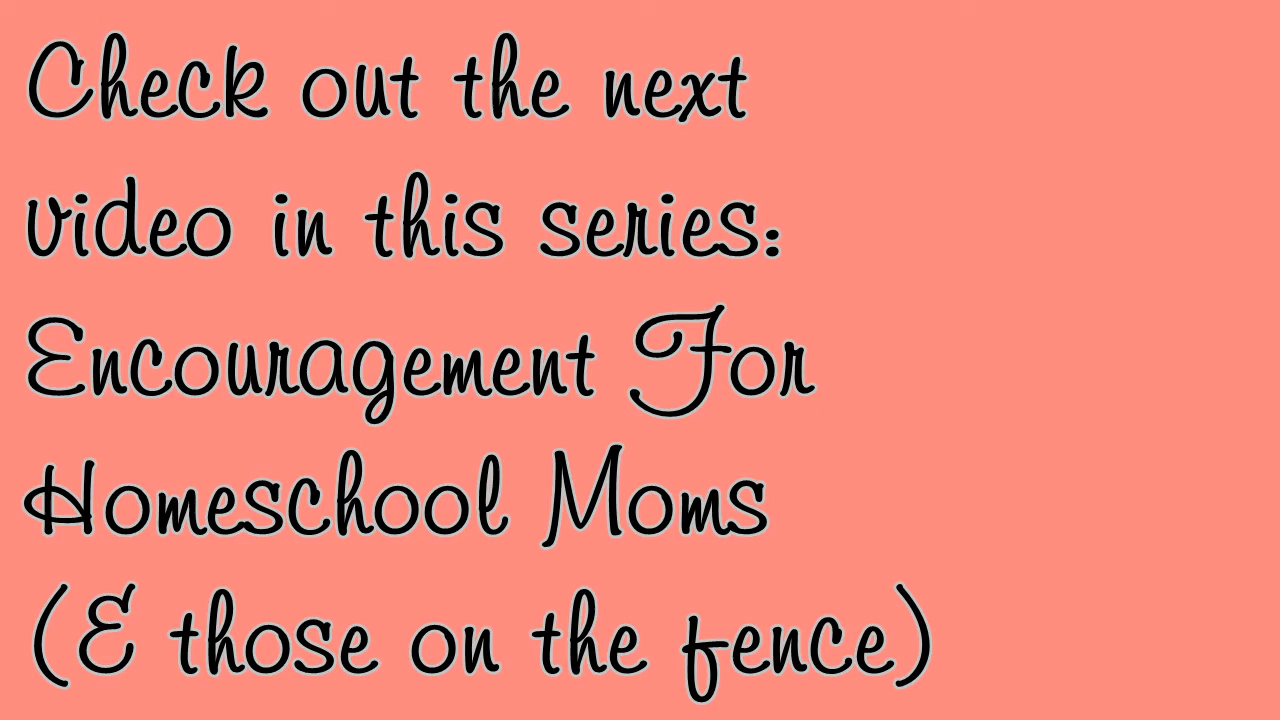 Check out the next
video in this series:
Encouragement For
Homeschool Moms
(& those on the fence)